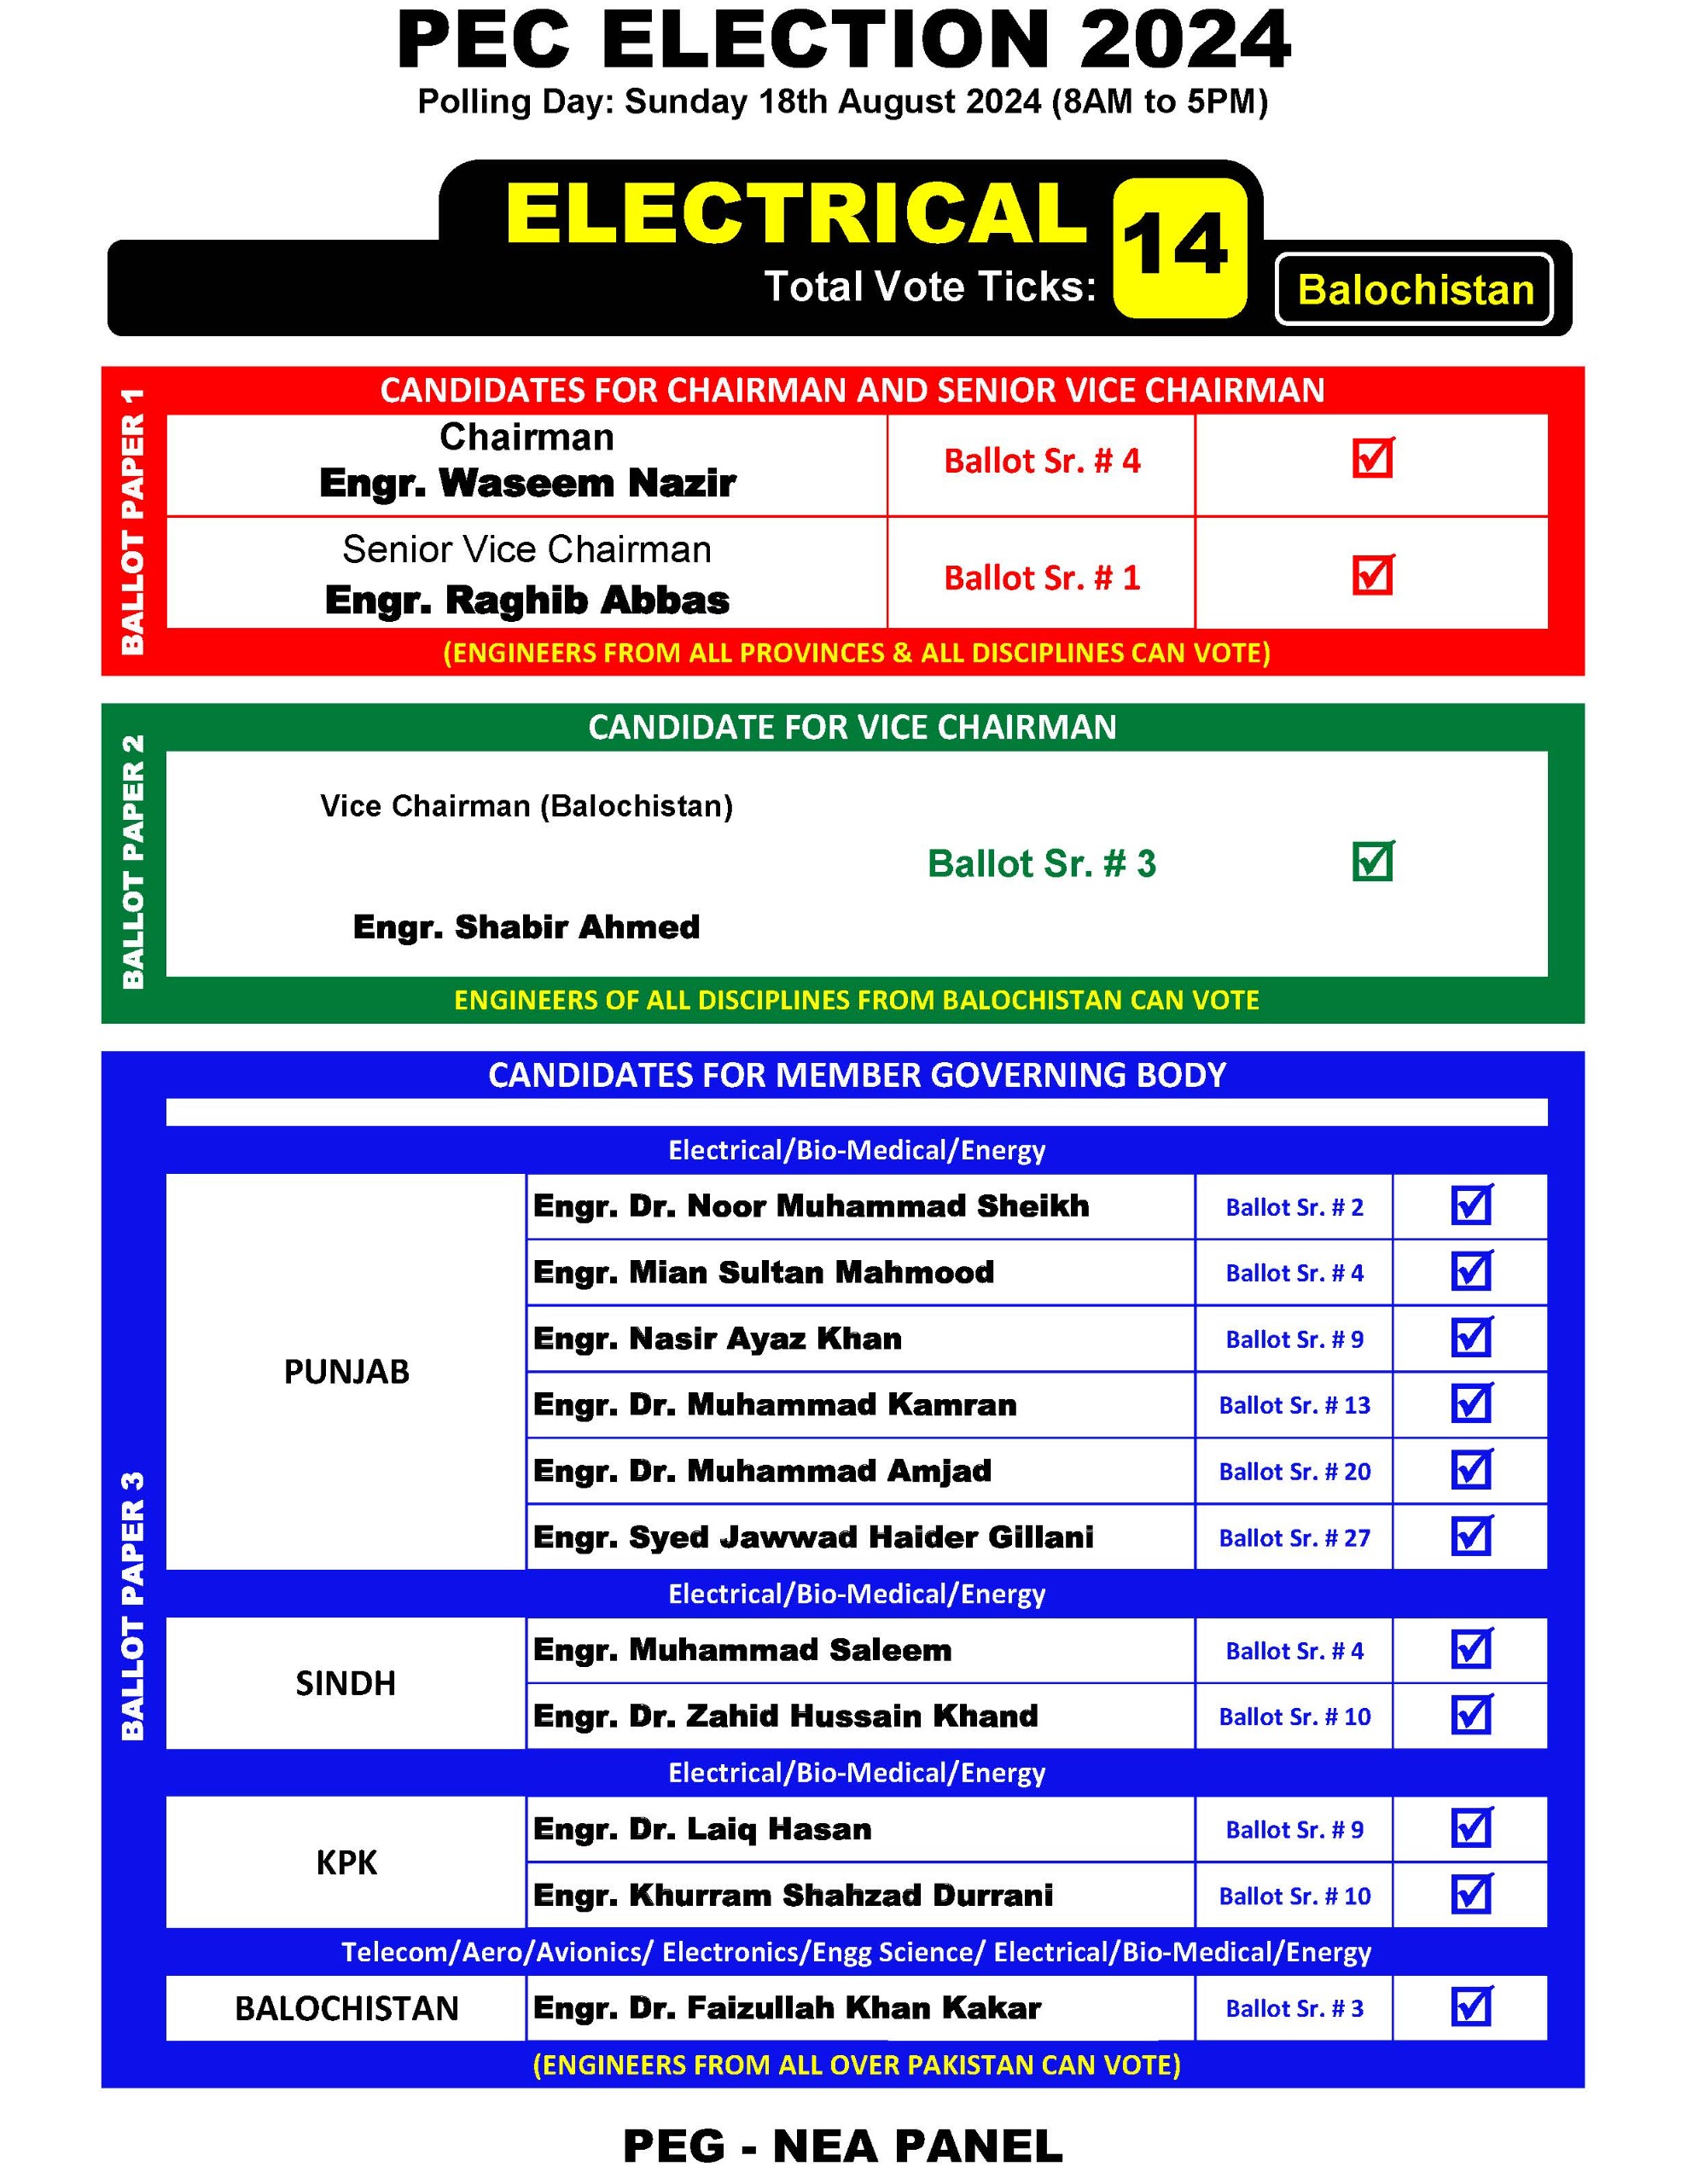 PEC ELECTION 2024
Polling Day: Sunday 18th August 2024 (8AM to 5PM)
ELECTRICAL
Total Vote Ticks:
14
Balochistan
BALLOT PAPER 1
CANDIDATES FOR CHAIRMAN AND SENIOR VICE CHAIRMAN
Chairman
Engr. Waseem Nazir
Ballot Sr. # 4
Senior Vice Chairman
Engr. Raghib Abbas
Ballot Sr. # 1
(ENGINEERS FROM ALL PROVINCES & ALL DISCIPLINES CAN VOTE)
BALLOT PAPER 2
CANDIDATE FOR VICE CHAIRMAN
Vice Chairman (Balochistan)
Ballot Sr. # 3
Engr. Shabir Ahmed
ENGINEERS OF ALL DISCIPLINES FROM BALOCHISTAN CAN VOTE
BALLOT PAPER 3
CANDIDATES FOR MEMBER GOVERNING BODY
Electrical/Bio-Medical/Energy
PUNJAB
Engr. Dr. Noor Muhammad Sheikh Ballot Sr. # 2
Engr. Mian Sultan Mahmood Ballot Sr. # 4
Engr. Nasir Ayaz Khan Ballot Sr. # 9
Engr. Dr. Muhammad Kamran Ballot Sr. # 13
Engr. Dr. Muhammad Amjad Ballot Sr. # 20
Engr. Syed Jawwad Haider Gillani Ballot Sr. # 27
Electrical/Bio-Medical/Energy
SINDH
Engr. Muhammad Saleem Ballot Sr. # 4
Engr. Dr. Zahid Hussain Khand Ballot Sr. # 10
Electrical/Bio-Medical/Energy
KPK
Engr. Dr. Laiq Hasan Ballot Sr. # 9
Engr. Khurram Shahzad Durrani Ballot Sr. # 10
Telecom/Aero/Avionics/ Electronics/Engg Science/ Electrical/Bio-Medical/Energy
BALOCHISTAN Engr. Dr. Faizullah Khan Kakar Ballot Sr. # 3
(ENGINEERS FROM ALL OVER PAKISTAN CAN VOTE)
PEG - NEA PANEL